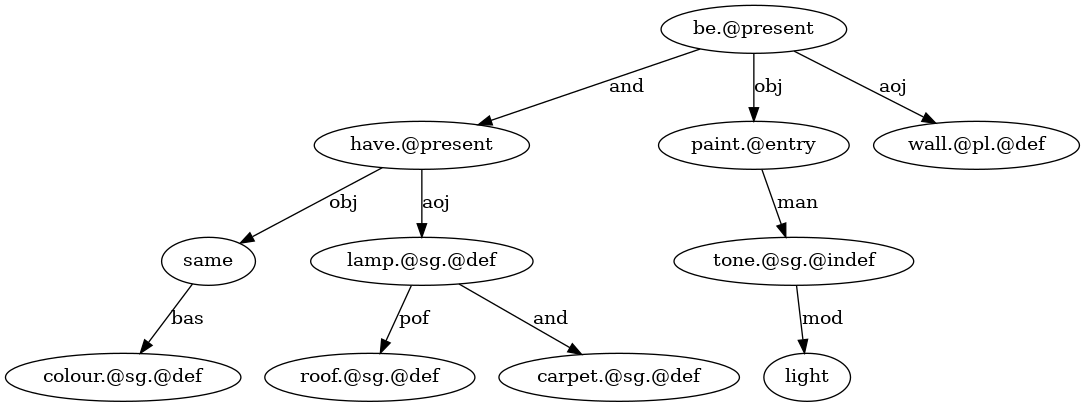 be.@present
and
obj
aoj
have.@present
paint.@entry
wall.@pl.@def
obj
aoj
man
same
lamp.@sg.@def
tone.@sg.@indef
bas
pof
and
mod
colour.@sg.@def
roof.@sg.@def
carpet.@sg.@def
light